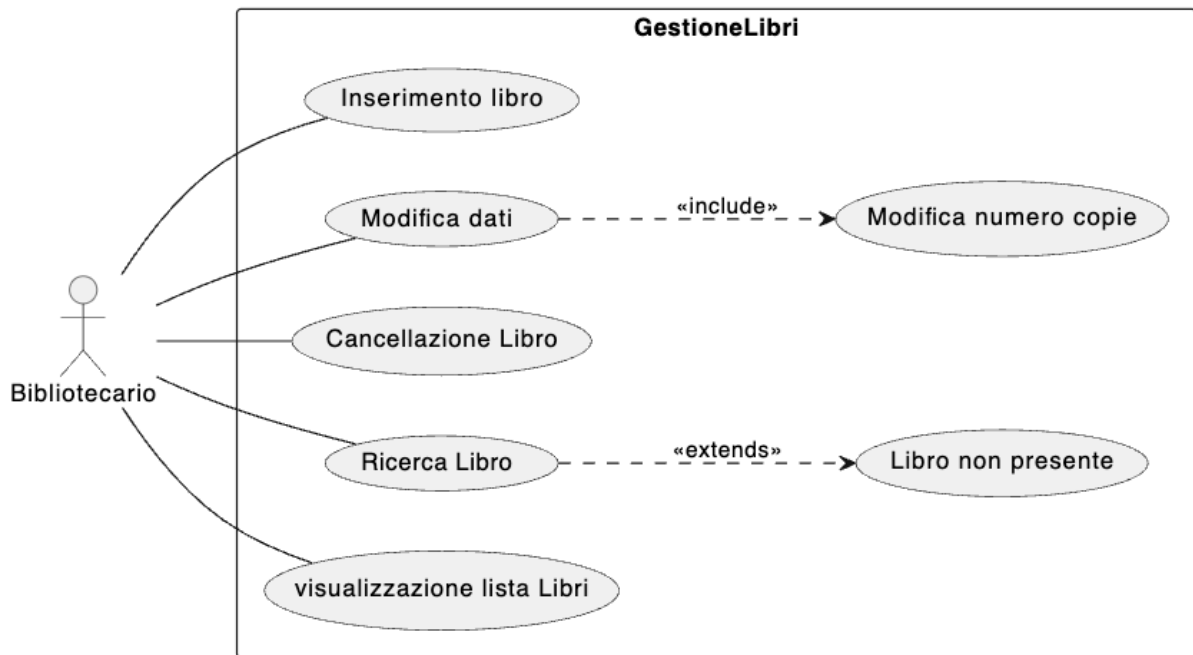 GestioneLibri
Inserimento libro
Modifica dati
«include»
Modifica numero copie
Cancellazione Libro
Bibliotecario
Ricerca Libro
«extends»
Libro non presente
visualizzazione lista Libri